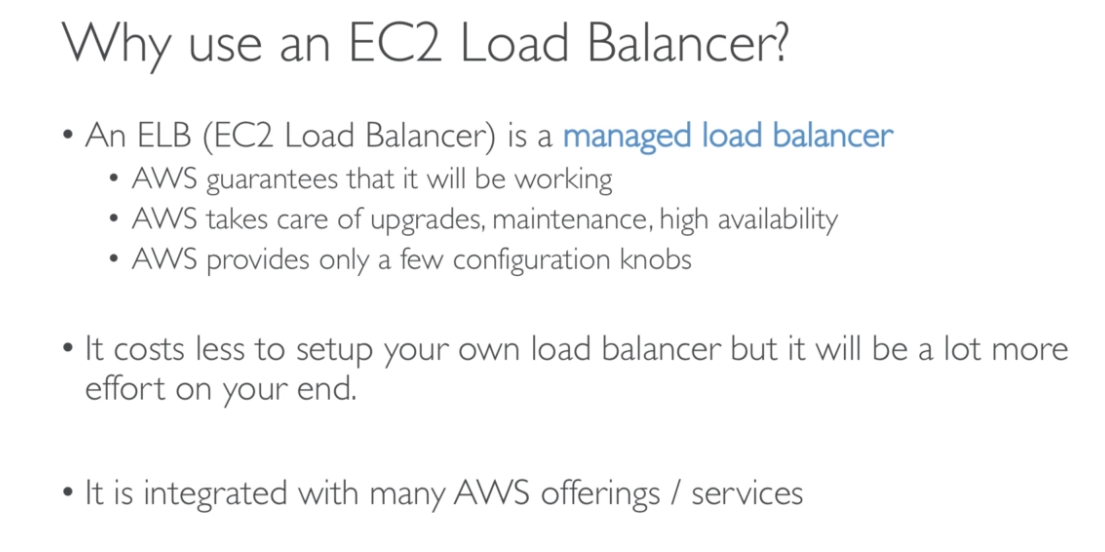 Why use an EC2 Load Balancer?
• An ELB (EC2 Load Balancer) is a managed load balancer
• AWS guarantees that it will be working
• AWS takes care of upgrades, maintenance, high availability
• AWS provides only a few configuration knobs
• It costs less to setup your own load balancer but it will be a lot more
effort on your end.
• It is integrated with many AWS offerings / services